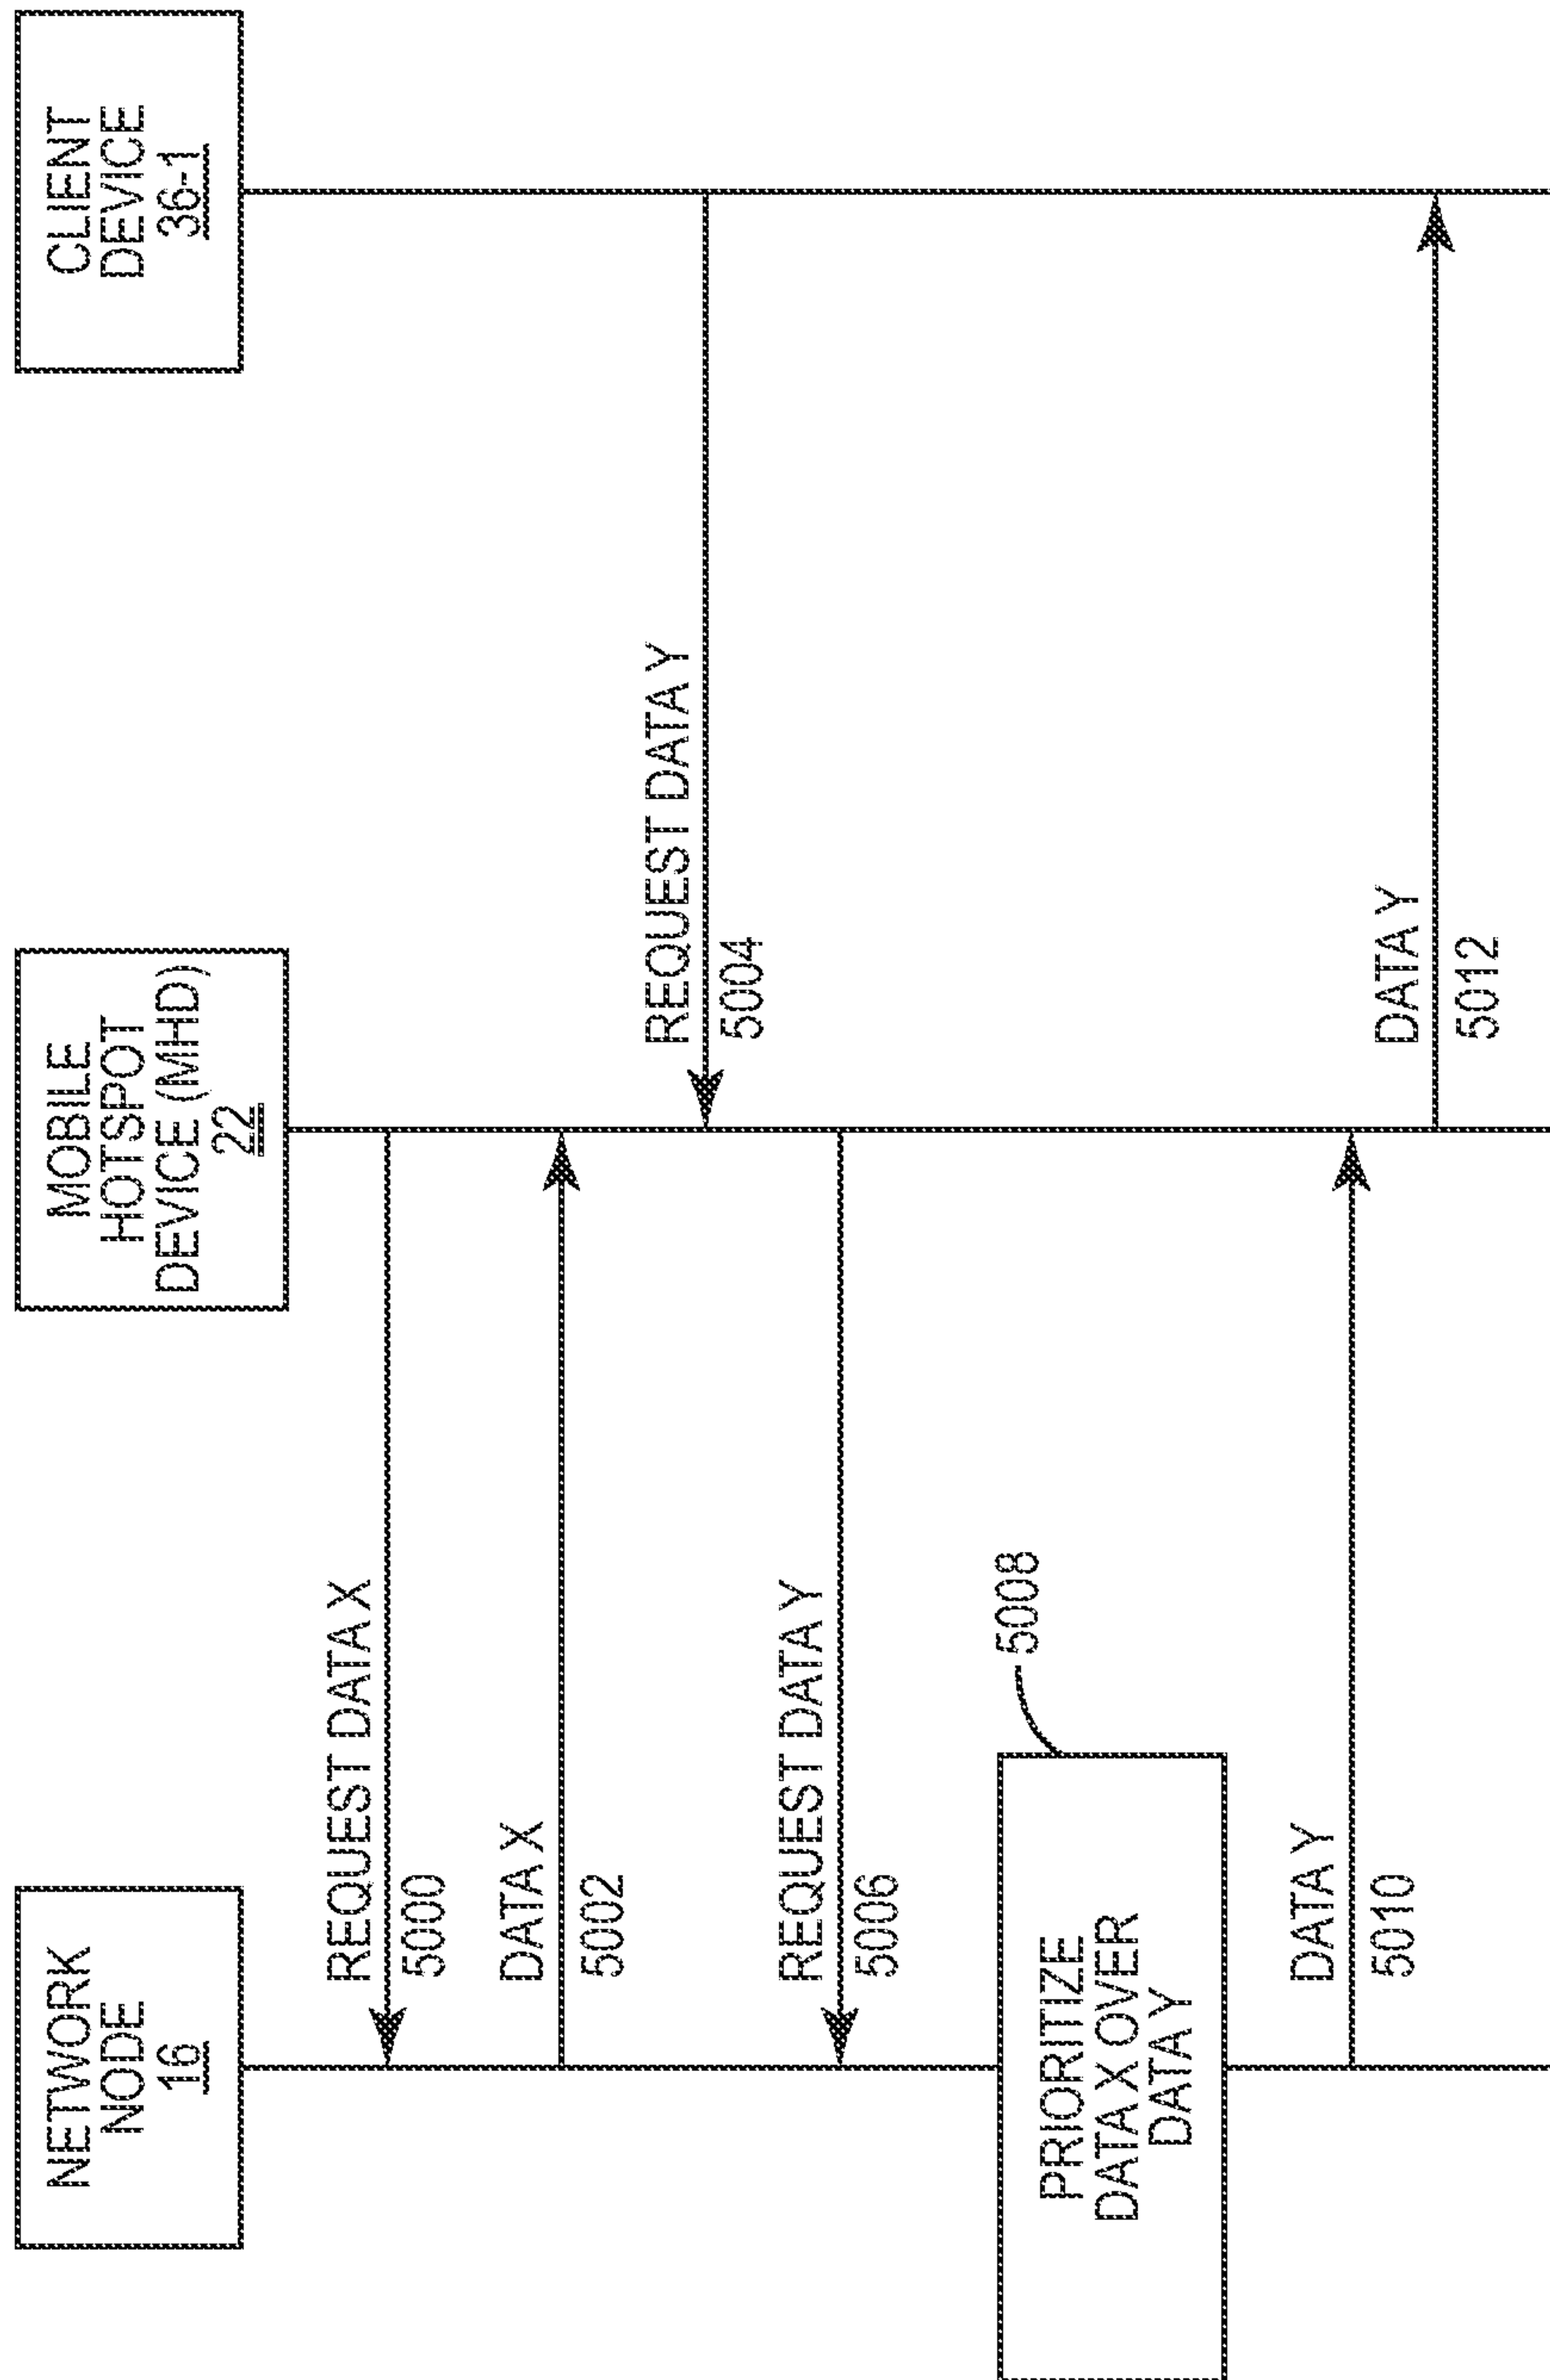 NETWORK
NODE
16
MOBILE
HOTSPOT
DEVICE (MHD)
22
CLIENT
DEVICE
36-1
REQUEST DATA X
5000
DATA X
5002
REQUEST DATA Y
5004
REQUEST DATA Y
5006
5008
PRIORITIZE
DATA X OVER
DATA Y
DATA Y
5010
DATA Y
5012